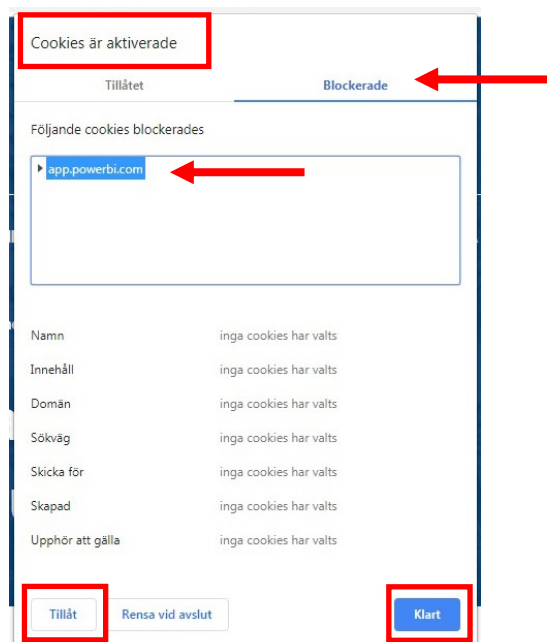 Cookies är aktiverade
Tillåtet Blockerade
Följande cookies blockerades
app.powerbi.com
Namn inga cookies har valts
Innehåll inga cookies har valts
Domän inga cookies har valts
Sökväg inga cookies har valts
Skicka för inga cookies har valts
Skapad inga cookies har valts
Upphör att gälla inga cookies har valts
Tillåt Rensa vid avslut Klart